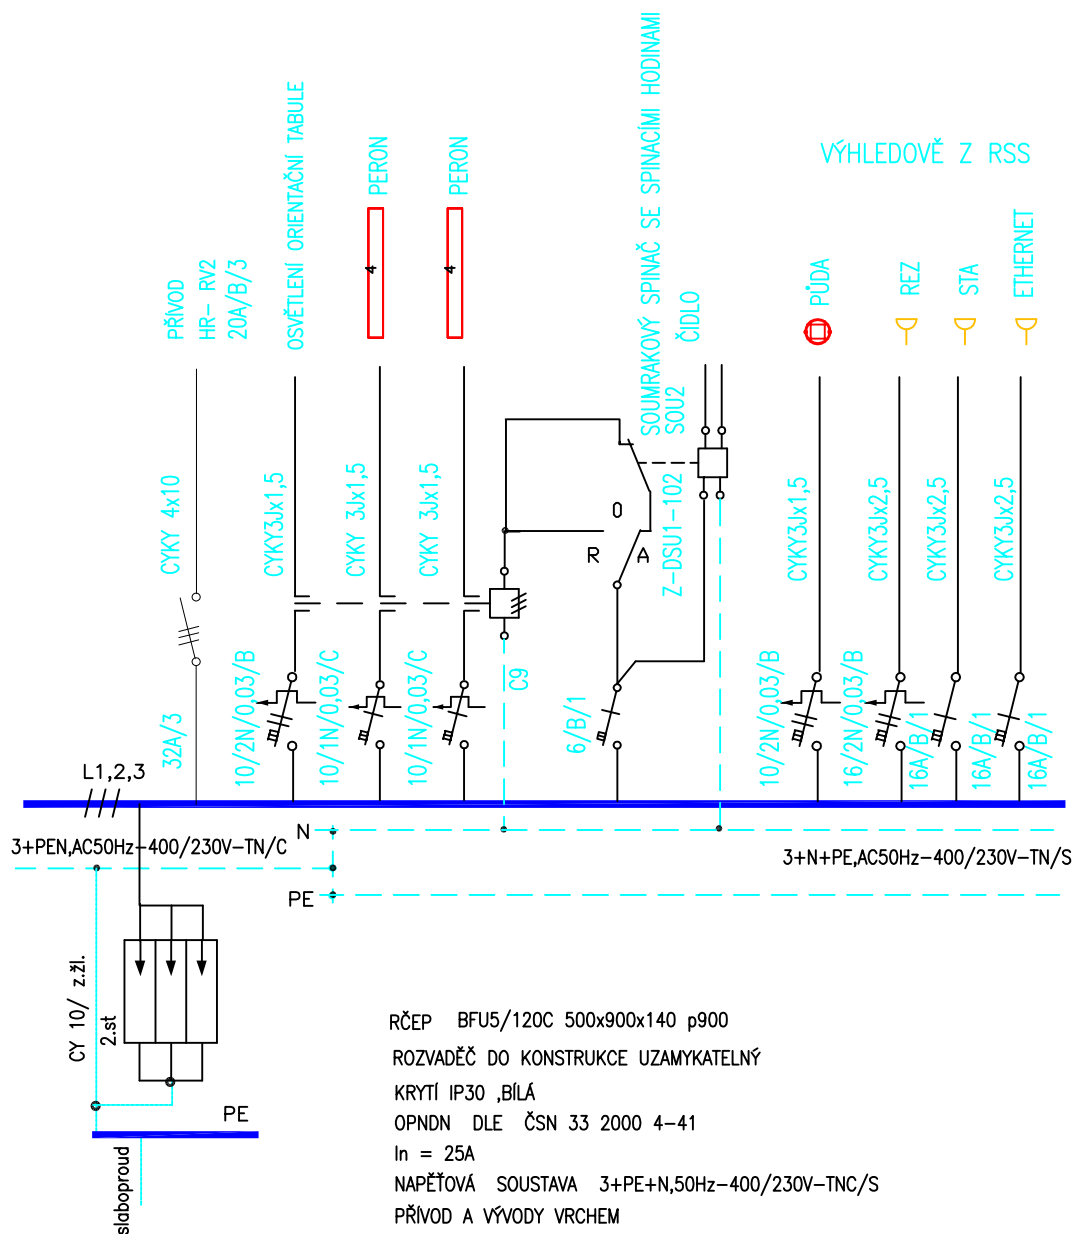 PŘÍVOD
HR- RV2
20A/B/3
OSVĚTLENÍ ORIENTAČNÍ TABULE
PERON
PERON
4
4
SOUMRAKOVÝ SPINAČ SE SPINACÍMI HODINAMI
SOU2
ČIDLO
VÝHLEDOVĚ Z RSS
PŮDA
REZ
STA
ETHERNET
CYKY 4x10
CYKY3Jx1,5
CYKY 3Jx1,5
CYKY 3Jx1,5
Z-DSU1-102
CYKY3Jx1,5
CYKY3Jx2,5
CYKY3Jx2,5
CYKY3Jx2,5
0
R
A
32A/3
10/2N/0,03/B
10/1N/0,03/C
10/1N/0,03/C
C9
6/B/1
10/2N/0,03/B
16/2N/0,03/B
16A/B/1
16A/B/1
16A/B/1
L1,2,3
3+PEN,AC50Hz-400/230V-TN/C
N
3+N+PE,AC50Hz-400/230V-TN/S
PE
CY 10/ z.žl.
2.st
PE
slaboproud
RČEP BFU5/120C 500x900x140 p900
ROZVADĚČ DO KONSTRUKCE UZAMYKATELNÝ
KRYTÍ IP30 ,BÍLÁ
OPNDN DLE ČSN 33 2000 4-41
In = 25A
NAPĚŤOVÁ SOUSTAVA 3+PE+N,50Hz-400/230V-TNC/S
PŘÍVOD A VÝVODY VRCHEM